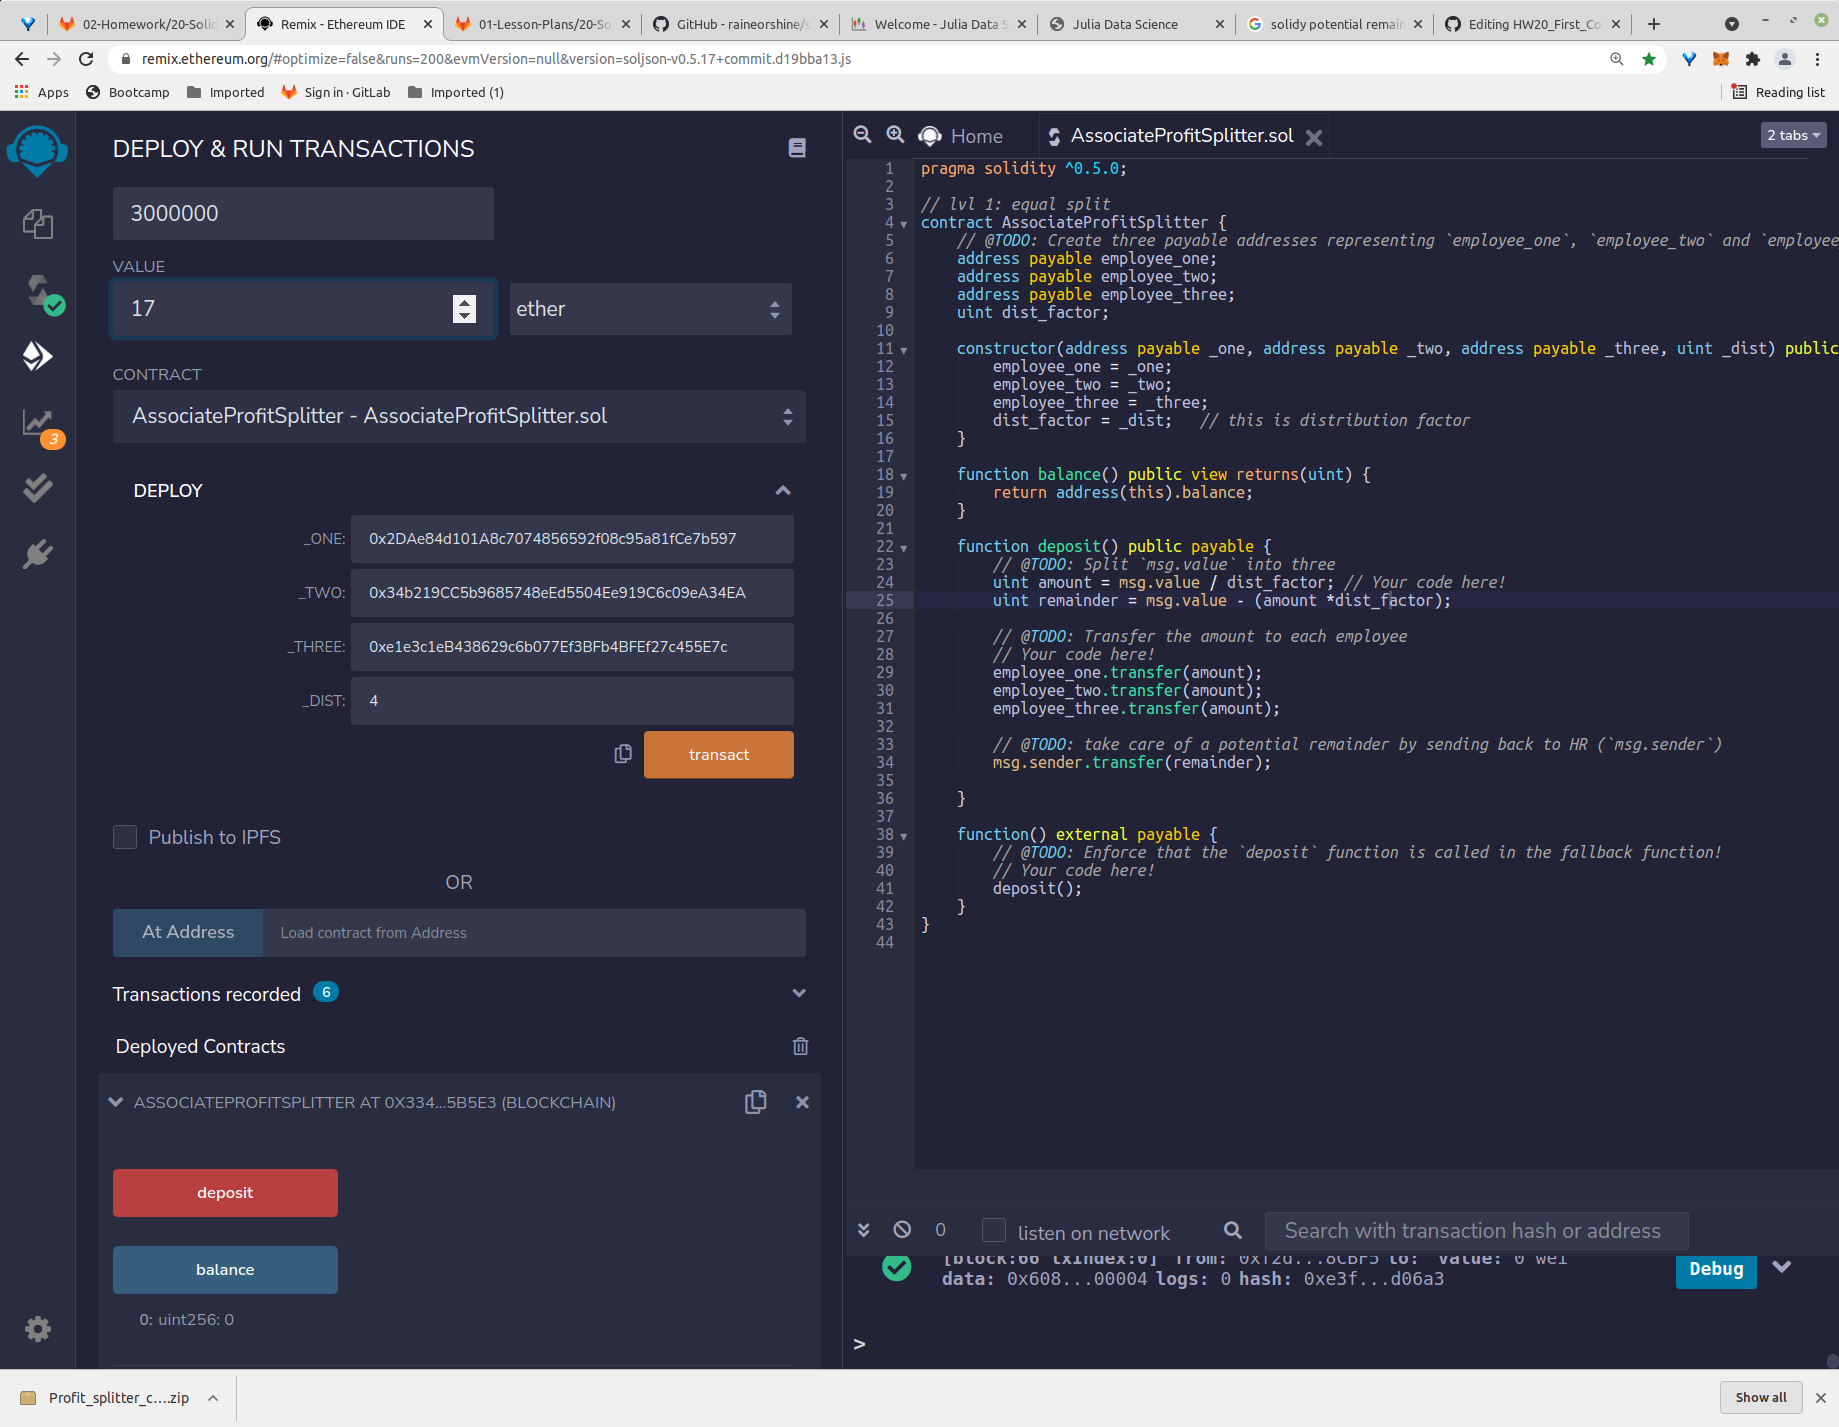 02-Homework/20-Solid
Remix - Ethereum IDE
01-Lesson-Plans/20-So
GitHub - raineorshine/s
Welcome - Julia Data S
Julia Data Science
solidy potential remain
Editing HW20_First_Co
remix.ethereum.org/#optimize=false&runs=200&evmVersion=null&version=soljson-v0.5.17+commit.d19bba13.js
Apps
Bootcamp
Imported
Sign in · GitLab
Imported (1)
Reading list
DEPLOY & RUN TRANSACTIONS
3000000
VALUE
17
ether
CONTRACT
AssociateProfitSplitter - AssociateProfitSplitter.sol
3
DEPLOY
_ONE: 0x2DAe84d101A8c7074856592f08c95a81fCe7b597
_TWO: 0x34b219CC5b9685748eEd5504Ee919C6c09eA34EA
_THREE: 0xe1e3c1eB438629c6b077Ef3BFb4BFEf27c455E7c
_DIST: 4
transact
Publish to IPFS
OR
At Address
Load contract from Address
Transactions recorded 6
Deployed Contracts
ASSOCIATEPROFITSPLITTER AT 0X334...5B5E3 (BLOCKCHAIN)
deposit
balance
0: uint256: 0
Home
AssociateProfitSplitter.sol
2 tabs
1 pragma solidity ^0.5.0;
2
3 // lvl 1: equal split
4 contract AssociateProfitSplitter {
5 // @TODO: Create three payable addresses representing `employee_one`, `employee_two` and `employee
6 address payable employee_one;
7 address payable employee_two;
8 address payable employee_three;
9 uint dist_factor;
10
11 constructor(address payable _one, address payable _two, address payable _three, uint _dist) public
12 employee_one = _one;
13 employee_two = _two;
14 employee_three = _three;
15 dist_factor = _dist; // this is distribution factor
16 }
17
18 function balance() public view returns(uint) {
19 return address(this).balance;
20 }
21
22 function deposit() public payable {
23 // @TODO: Split `msg.value` into three
24 uint amount = msg.value / dist_factor; // Your code here!
25 uint remainder = msg.value - (amount *dist_factor);
26
27 // @TODO: Transfer the amount to each employee
28 // Your code here!
29 employee_one.transfer(amount);
30 employee_two.transfer(amount);
31 employee_three.transfer(amount);
32
33 // @TODO: take care of a potential remainder by sending back to HR (`msg.sender`)
34 msg.sender.transfer(remainder);
35
36 }
37
38 function() external payable {
39 // @TODO: Enforce that the `deposit` function is called in the fallback function!
40 // Your code here!
41 deposit();
42 }
43 }
44
0
listen on network
Search with transaction hash or address
[block:66 txIndex:0] from: 0xf2d...8CBF5 to: value: 0 wei
data: 0x608...00004 logs: 0 hash: 0xe3f...d06a3
Debug
>
Profit_splitter_c....zip
Show all